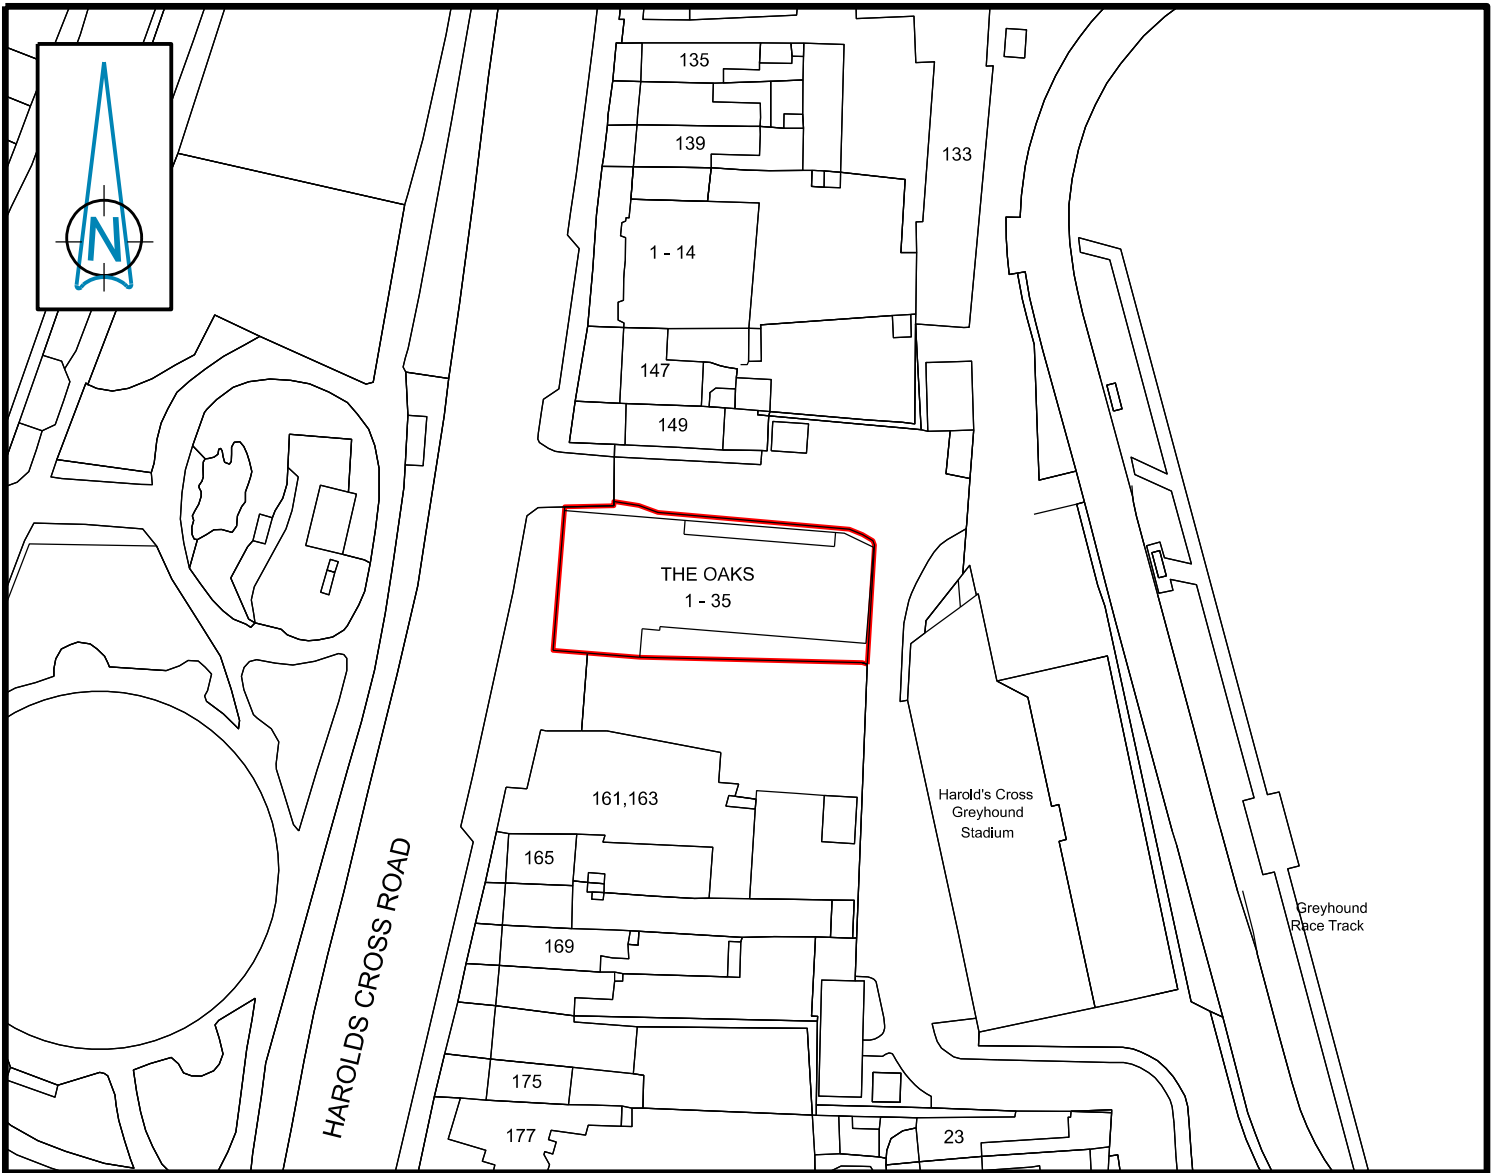 135
139
133
N
1 - 14
147
149
THE OAKS
1 - 35
161,163
Harold's Cross
Greyhound
Stadium
165
HAROLDS CROSS ROAD
Greyhound
Race Track
169
175
177
23